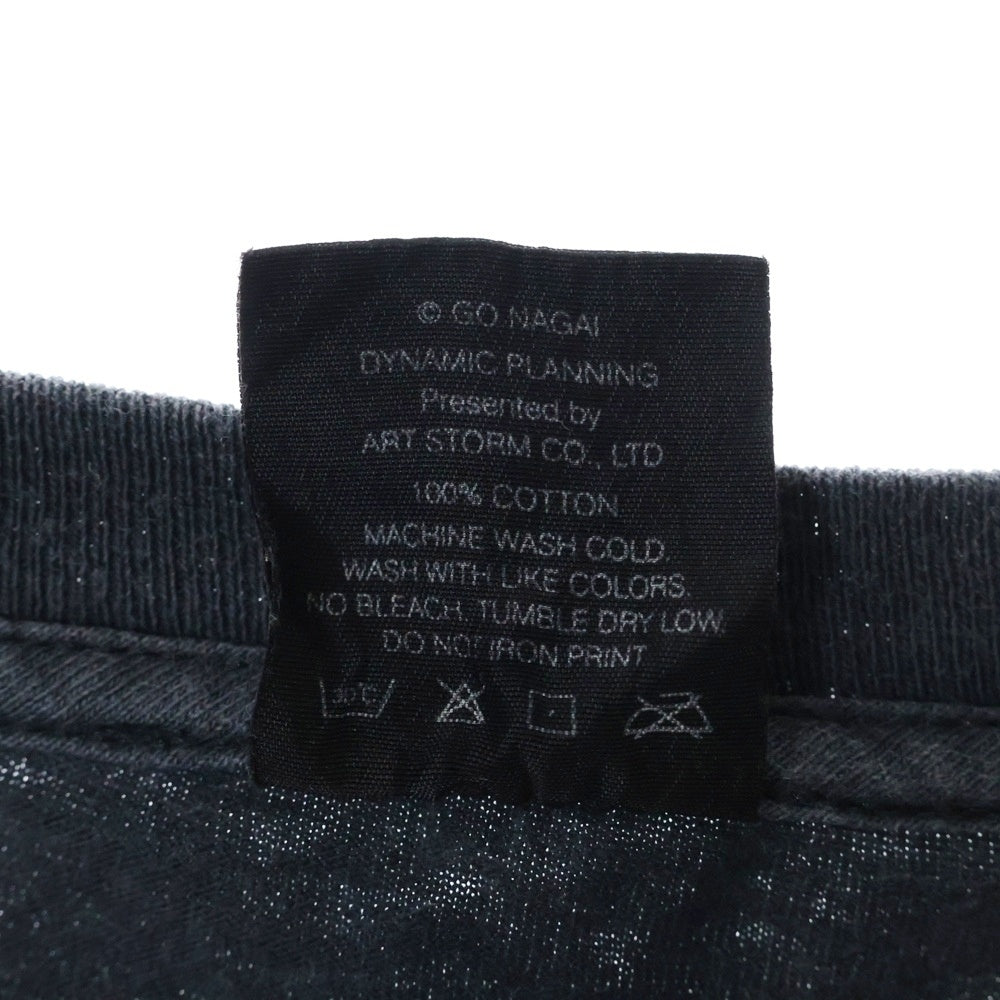 © GO NAGAI
DYNAMIC PLANNING
Presented by
ART STORM CO., LTD
100% COTTON
MACHINE WASH COLD.
WASH WITH LIKE COLORS.
NO BLEACH. TUMBLE DRY LOW.
DO NOT IRON PRINT
30°C